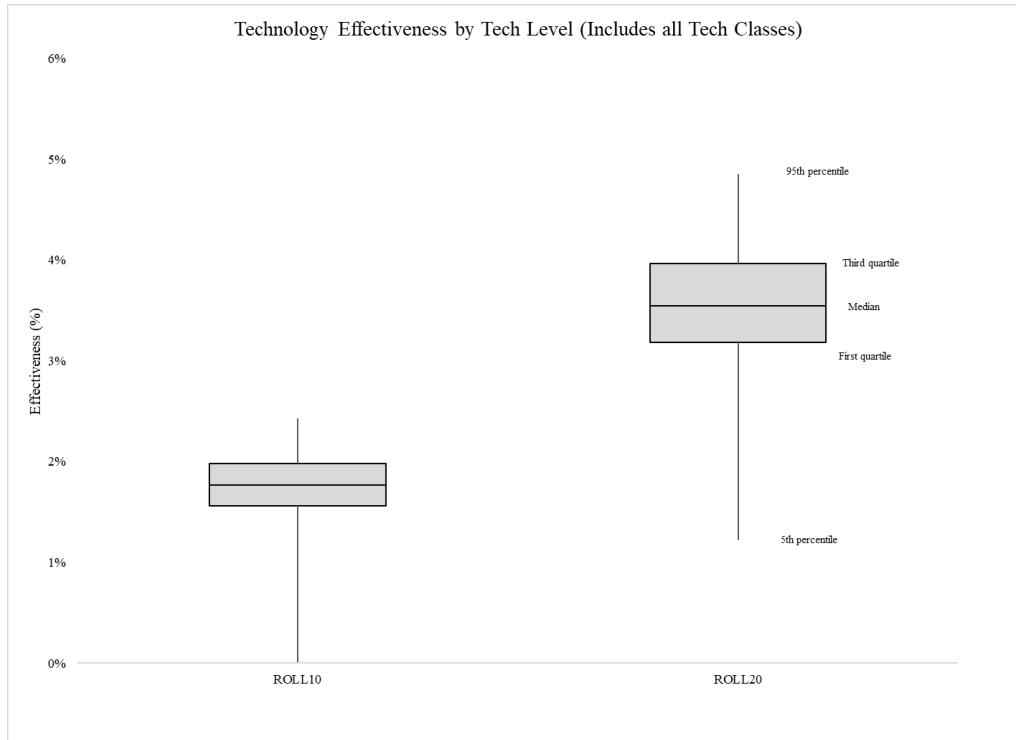 Technology Effectiveness by Tech Level (Includes all Tech Classes)
6%
5%
4%
3%
2%
1%
0%
Effectiveness (%)
95th percentile
Third quartile
Median
First quartile
5th percentile
ROLL10
ROLL20